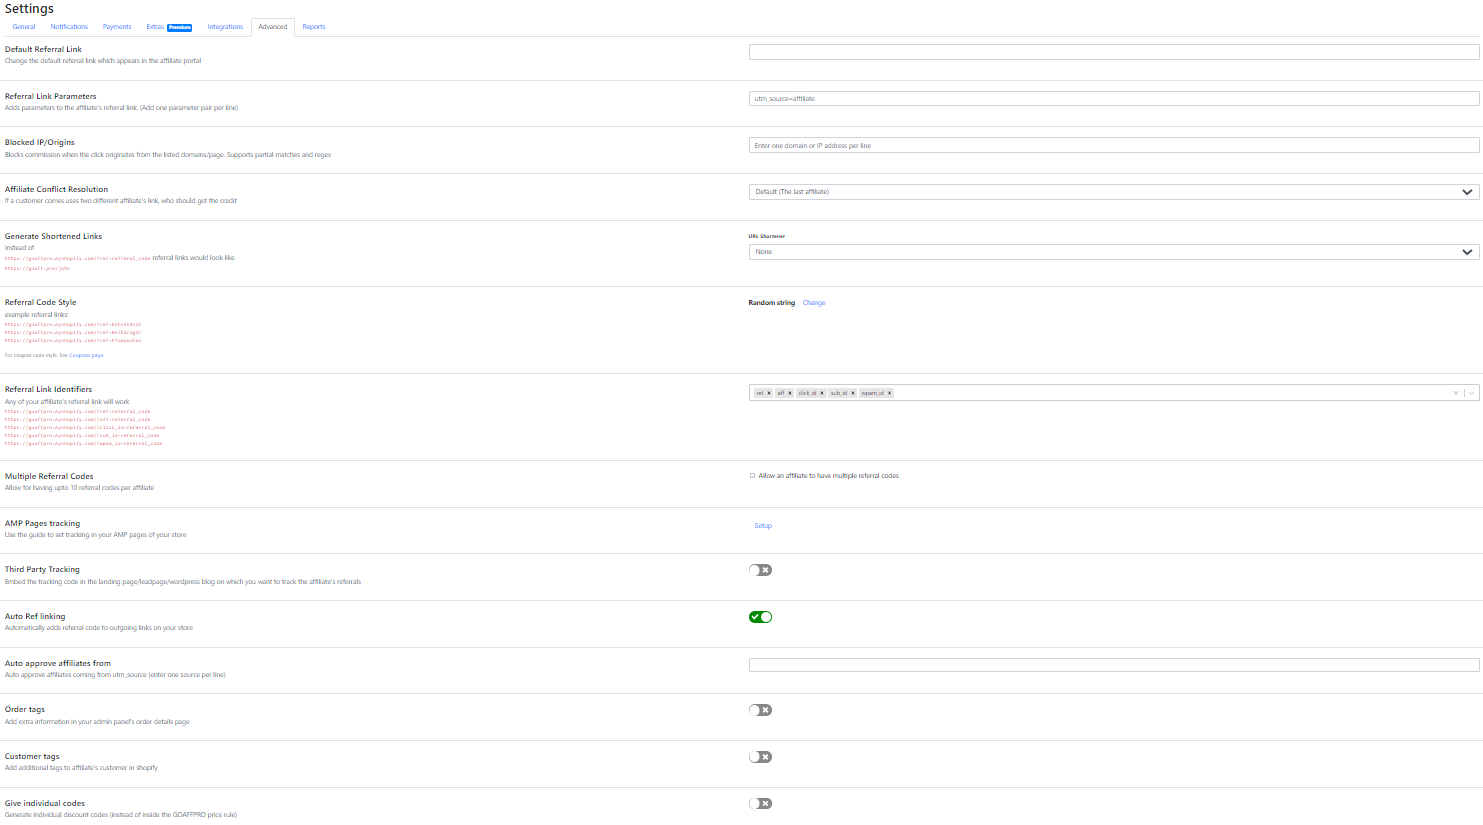 Settings
General Notifications Payments Extras Premium Integrations Advanced Reports
Default Referral Link
Change the default referral link which appears in the affiliate portal
Referral Link Parameters
Adds parameters to the affiliate's referral link. (Add one parameter pair per line)
utm_source=affiliate
Blocked IP/Origins
Blocks commission when the click originates from the listed domains/page. Supports partial matches and regex
Enter one domain or IP address per line
Affiliate Conflict Resolution
If a customer comes uses two different affiliate's link, who should get the credit
Default (The last affiliate)
Generate Shortened Links
Instead of
https://goaffpro.myshopify.com/?ref=referral_code referral links would look like
https://goaff.pro/john
URL Shortener
None
Referral Code Style
example referral links:
https://goaffpro.myshopify.com/?ref=
https://goaffpro.myshopify.com/?ref=
https://goaffpro.myshopify.com/?ref=
For coupon code style. See Coupons page
Random string Change
Referral Link Identifiers
Any of your affiliate's referral link will work
https://goaffpro.myshopify.com/?ref=referral_code
https://goaffpro.myshopify.com/?aff=referral_code
https://goaffpro.myshopify.com/?click_id=referral_code
https://goaffpro.myshopify.com/?sub_id=referral_code
https://goaffpro.myshopify.com/?wpam_id=referral_code
ref × aff × click_id × sub_id × wpam_id ×
Multiple Referral Codes
Allow for having upto 10 referral codes per affiliate
Allow an affiliate to have multiple referral codes
AMP Pages tracking
Use the guide to set tracking in your AMP pages of your store
Setup
Third Party Tracking
Embed the tracking code in the landing page/leadpage/wordpress blog on which you want to track the affiliate's referrals
Auto Ref linking
Automatically adds referral code to outgoing links on your store
Auto approve affiliates from
Auto approve affiliates coming from utm_source (enter one source per line)
Order tags
Add extra information in your admin panel's order details page
Customer tags
Add additional tags to affiliate's customer in shopify
Give individual codes
Generate individual discount codes (instead of inside the GOAFFPRO price rule)